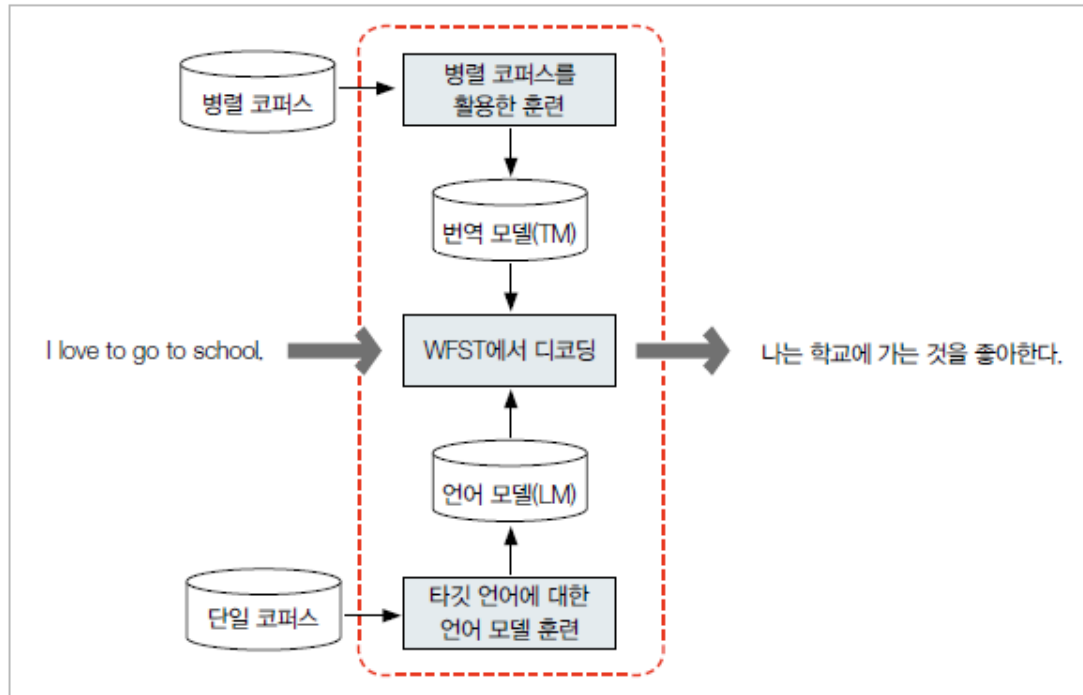 병렬 코퍼스
병렬 코퍼스를
활용한 훈련
번역 모델(TM)
I love to go to school.
WFST에서 디코딩
나는 학교에 가는 것을 좋아한다.
언어 모델(LM)
단일 코퍼스
타깃 언어에 대한
언어 모델 훈련